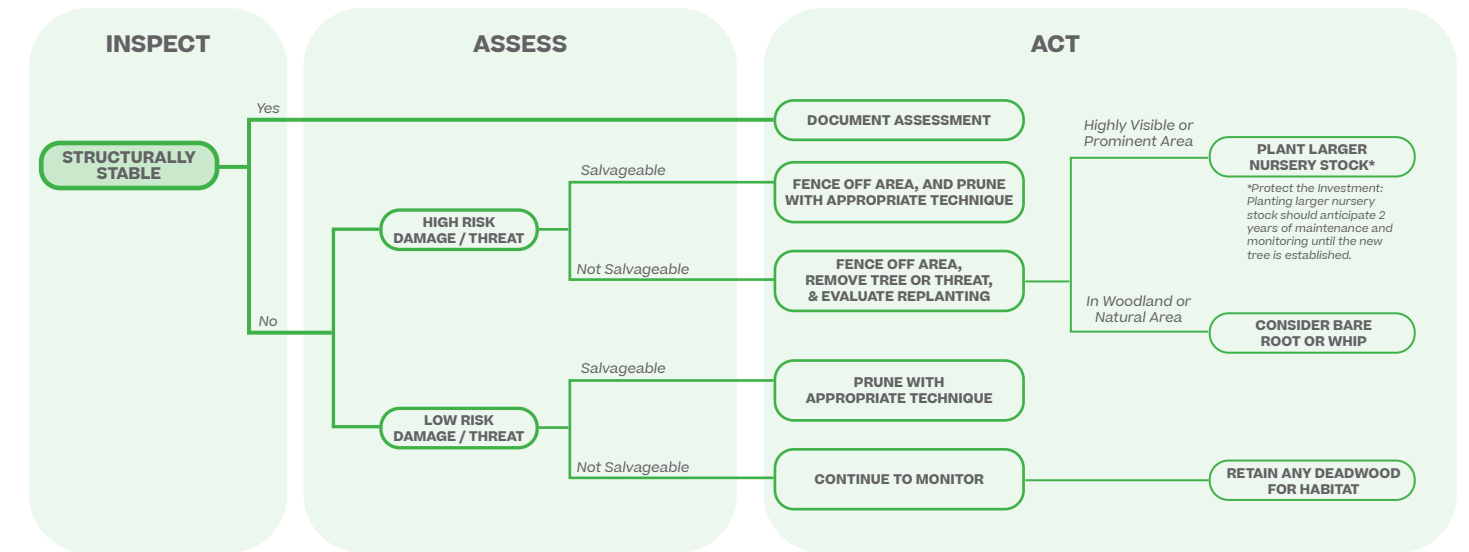 INSPECT
ASSESS
ACT
Yes
STRUCTURALLY
STABLE
No
HIGH RISK
DAMAGE / THREAT
Salvageable
Not Salvageable
LOW RISK
DAMAGE / THREAT
Salvageable
Not Salvageable
DOCUMENT ASSESSMENT
FENCE OFF AREA, AND PRUNE
WITH APPROPRIATE TECHNIQUE
FENCE OFF AREA,
REMOVE TREE OR THREAT,
& EVALUATE REPLANTING
Highly Visible or
Prominent Area
PLANT LARGER
NURSERY STOCK*
*Protect the Investment:
Planting larger nursery
stock should anticipate 2
years of maintenance and
monitoring until the new
tree is established.
In Woodland or
Natural Area
CONSIDER BARE
ROOT OR WHIP
PRUNE WITH
APPROPRIATE TECHNIQUE
CONTINUE TO MONITOR
RETAIN ANY DEADWOOD
FOR HABITAT